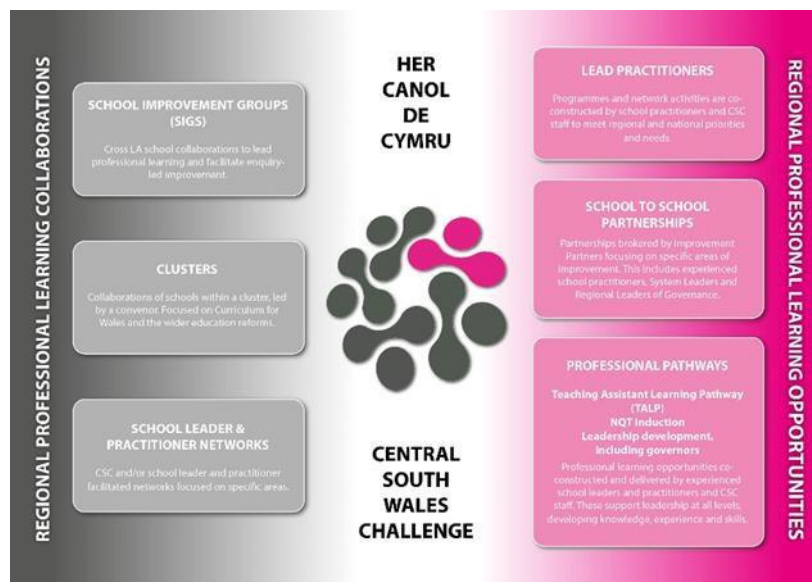 REGIONAL PROFESSIONAL LEARNING COLLABORATIONS
SCHOOL IMPROVEMENT GROUPS
(SIGS)
Cross LA school collaborations to lead
professional learning and facilitate enquiry-
led improvement.
CLUSTERS
Collaborations of schools within a cluster, led
by a convenor. Focused on Curriculum for
Wales and the wider education reforms.
SCHOOL LEADER &
PRACTITIONER NETWORKS
CSC and/or school leader and practitioner
facilitated networks focused on specific areas.
HER
CANOL
DE
CYMRU
CENTRAL
SOUTH
WALES
CHALLENGE
LEAD PRACTITIONERS
Programmes and network activities are co-
constructed by school practitioners and CSC
staff to meet regional and national priorities
and needs.
SCHOOL TO SCHOOL
PARTNERSHIPS
Partnerships brokered by Improvement
Partners focusing on specific areas of
improvement. This includes experienced
school practitioners, System Leaders and
Regional Leaders of Governance.
PROFESSIONAL PATHWAYS
Teaching Assistant Learning Pathway
(TALP)
NQT Induction
Leadership development,
including governors
Professional learning opportunities co-
constructed and delivered by experienced
school leaders and practitioners and CSC
staff. These support leadership at all levels,
developing knowledge, experience and skills.
REGIONAL PROFESSIONAL LEARNING OPPORTUNITIES